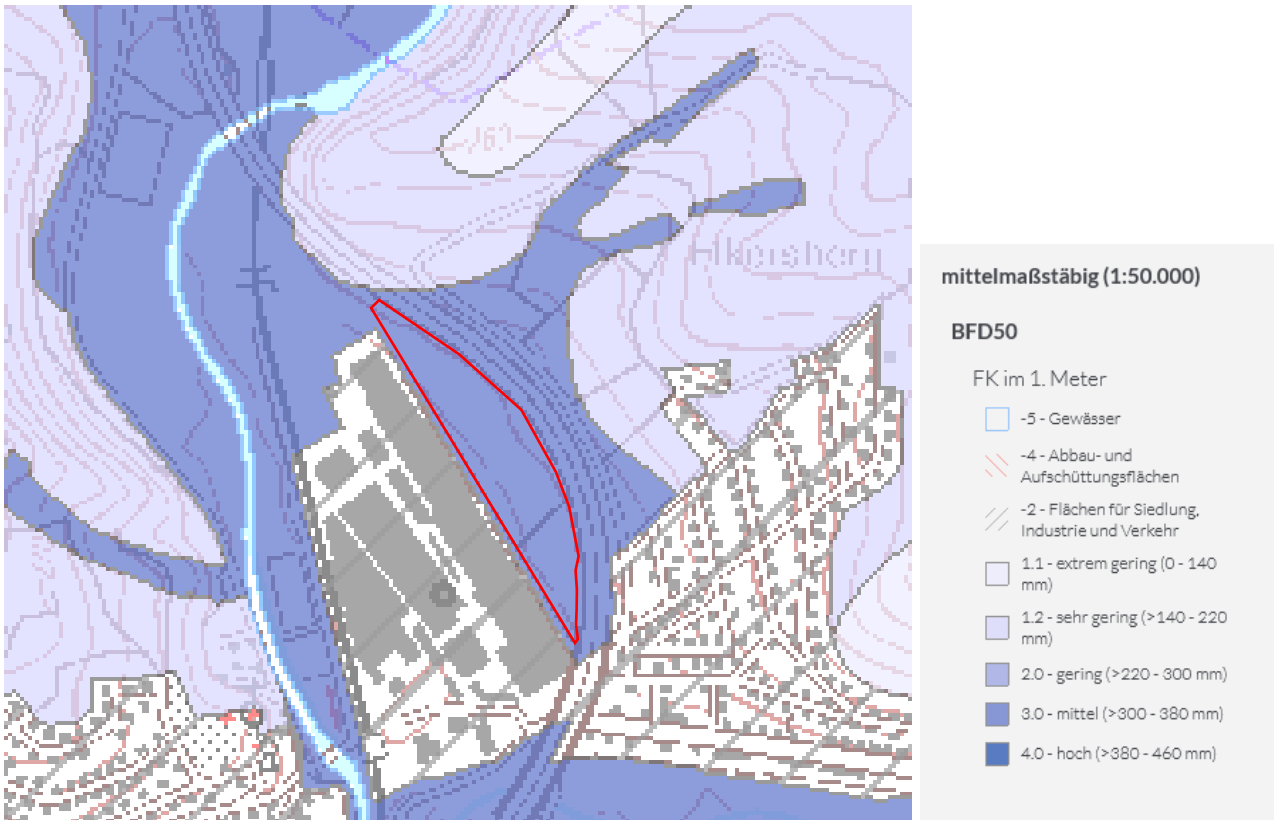 mittelmaßstäbig (1:50.000)
BFD50
FK im 1. Meter
-5 - Gewässer
-4 - Abbau- und
Aufschüttungsflächen
-2 - Flächen für Siedlung,
Industrie und Verkehr
1.1 - extrem gering (0 - 140
mm)
1.2 - sehr gering (>140 - 220
mm)
2.0 - gering (>220 - 300 mm)
3.0 - mittel (>300 - 380 mm)
4.0 - hoch (>380 - 460 mm)